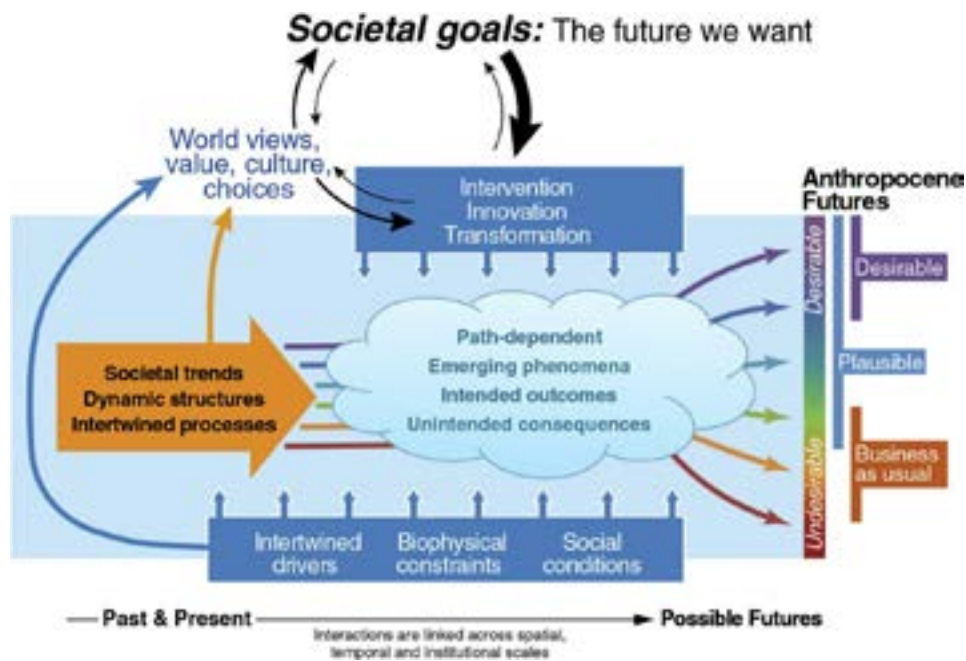 Societal goals: The future we want
World views,
value, culture,
choices
Intervention
Innovation
Transformation
Anthropocene
Futures
Desirable
Undesirable
Desirable
Plausible
Business
as usual
Societal trends
Dynamic structures
Intertwined processes
Path-dependent
Emerging phenomena
Intended outcomes
Unintended consequences
Intertwined
drivers
Biophysical
constraints
Social
conditions
Past & Present
Possible Futures
Interactions are linked across spatial,
temporal and institutional scales